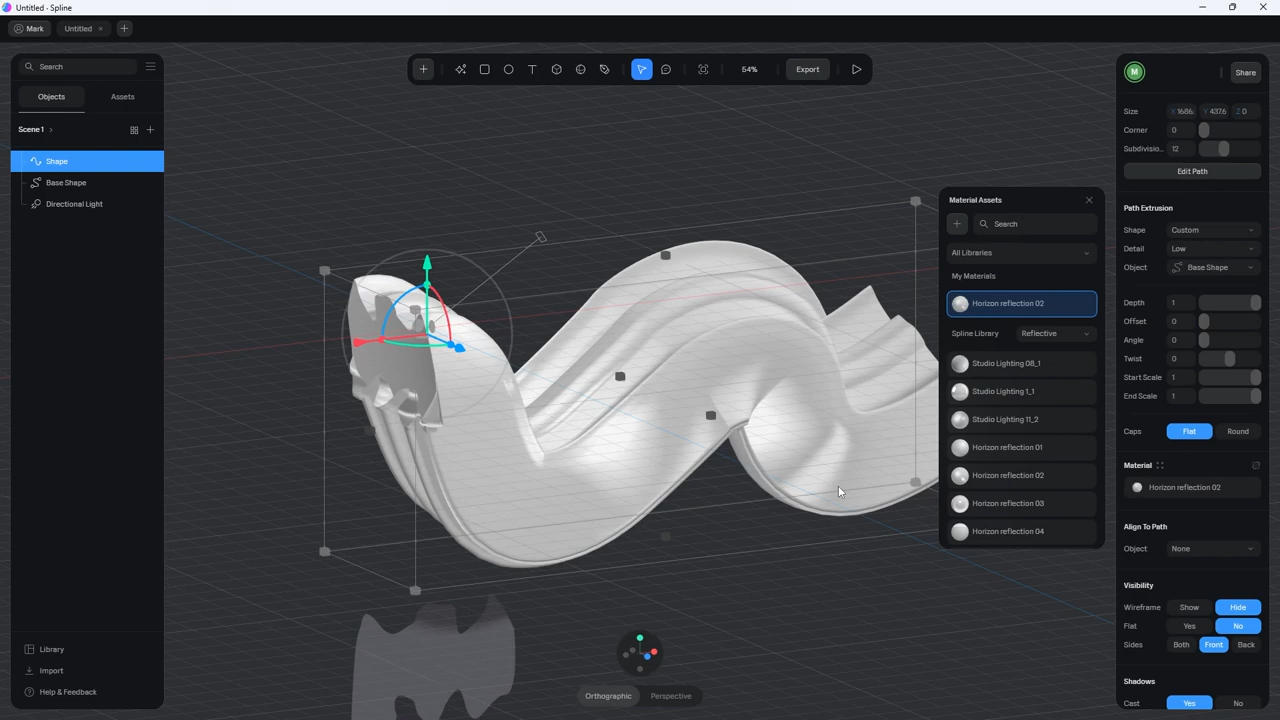 Untitled - Spline
Mark
Untitled
Search
Objects
Assets
Scene 1
Shape
Base Shape
Directional Light
Library
Import
Help & Feedback
54%
Export
Orthographic
Perspective
Material Assets
Search
All Libraries
My Materials
Horizon reflection 02
Spline Library
Reflective
Studio Lighting 08_1
Studio Lighting 1_1
Studio Lighting 11_2
Horizon reflection 01
Horizon reflection 02
Horizon reflection 03
Horizon reflection 04
M
Share
Size X 1686. Y 437.6 Z 0
Corner 0
Subdivisio... 12
Edit Path
Path Extrusion
Shape Custom
Detail Low
Object Base Shape
Depth 1
Offset 0
Angle 0
Twist 0
Start Scale 1
End Scale 1
Caps Flat Round
Material
Horizon reflection 02
Align To Path
Object None
Visibility
Wireframe Show Hide
Flat Yes No
Sides Both Front Back
Shadows
Cast Yes No